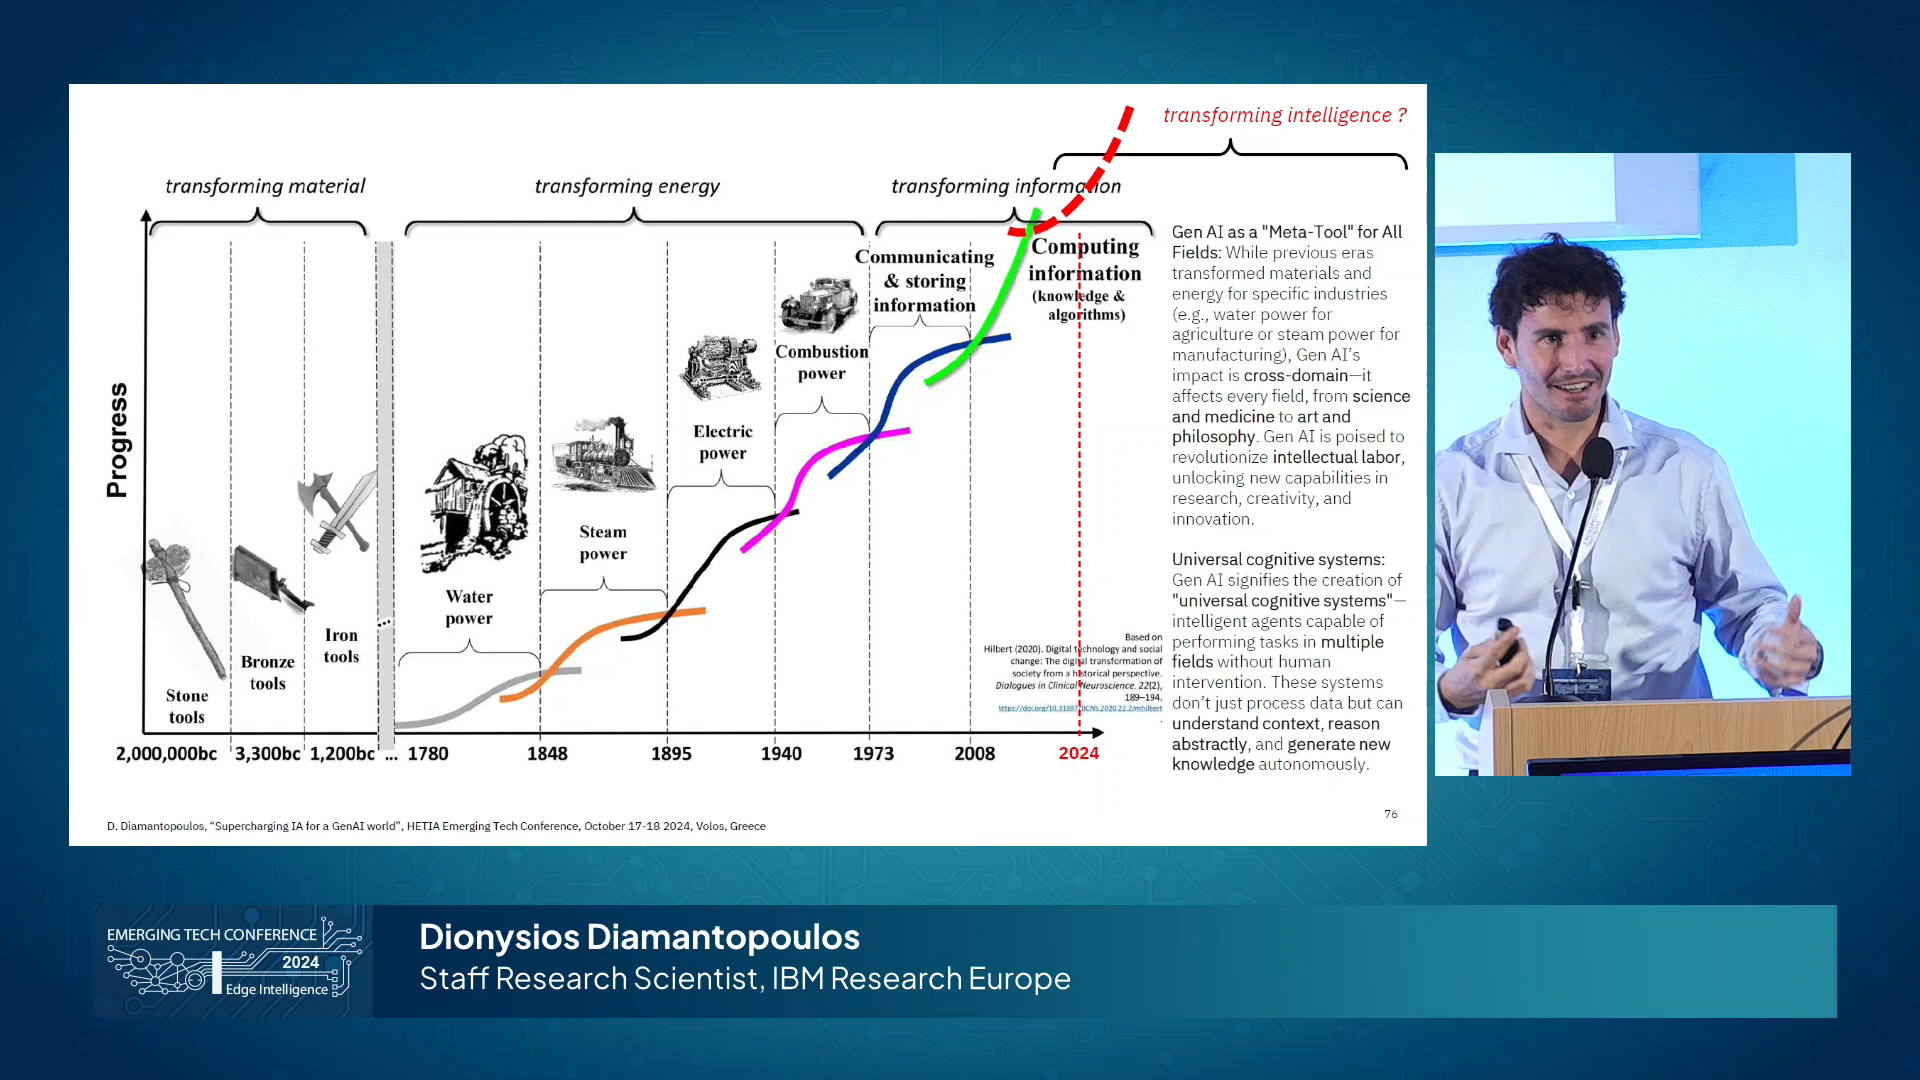 transforming intelligence ?
transforming material
transforming energy
transforming information
Progress
Stone
tools
Bronze
tools
Iron
tools
Water
power
Steam
power
Electric
power
Combustion
power
Communicating
& storing
information
Computing
information
(knowledge &
algorithms)
2,000,000bc
3,300bc
1,200bc
...
1780
1848
1895
1940
1973
2008
2024
Based on
Hilbert (2020). Digital technology and social
change: The digital transformation of
society from a historical perspective.
Dialogues in Clinical Neuroscience, 22(2),
189–194.
https://doi.org/10.31887/DCNS.2020.22.2/mhilbert
Gen AI as a "Meta-Tool" for All
Fields: While previous eras
transformed materials and
energy for specific industries
(e.g., water power for
agriculture or steam power for
manufacturing), Gen AI's
impact is cross-domain—it
affects every field, from science
and medicine to art and
philosophy. Gen AI is poised to
revolutionize intellectual labor,
unlocking new capabilities in
research, creativity, and
innovation.
Universal cognitive systems:
Gen AI signifies the creation of
"universal cognitive systems"—
intelligent agents capable of
performing tasks in multiple
fields without human
intervention. These systems
don't just process data but can
understand context, reason
abstractly, and generate new
knowledge autonomously.
76
D. Diamantopoulos, "Supercharging IA for a GenAI world", HETIA Emerging Tech Conference, October 17-18 2024, Volos, Greece
EMERGING TECH CONFERENCE
2024
Edge Intelligence
Dionysios Diamantopoulos
Staff Research Scientist, IBM Research Europe